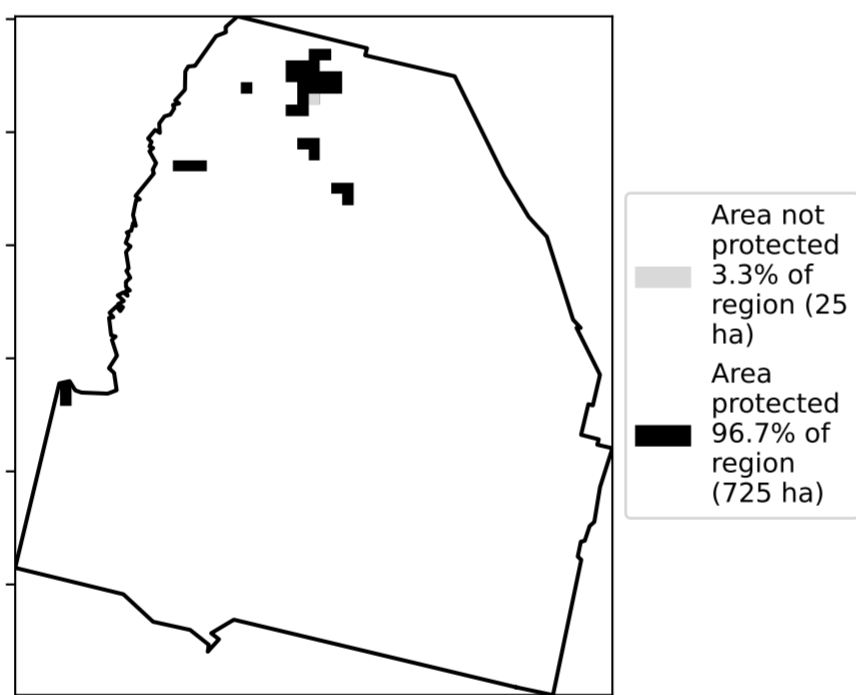 Area not
protected
3.3% of
region (25
ha)
Area
protected
96.7% of
region
(725 ha)